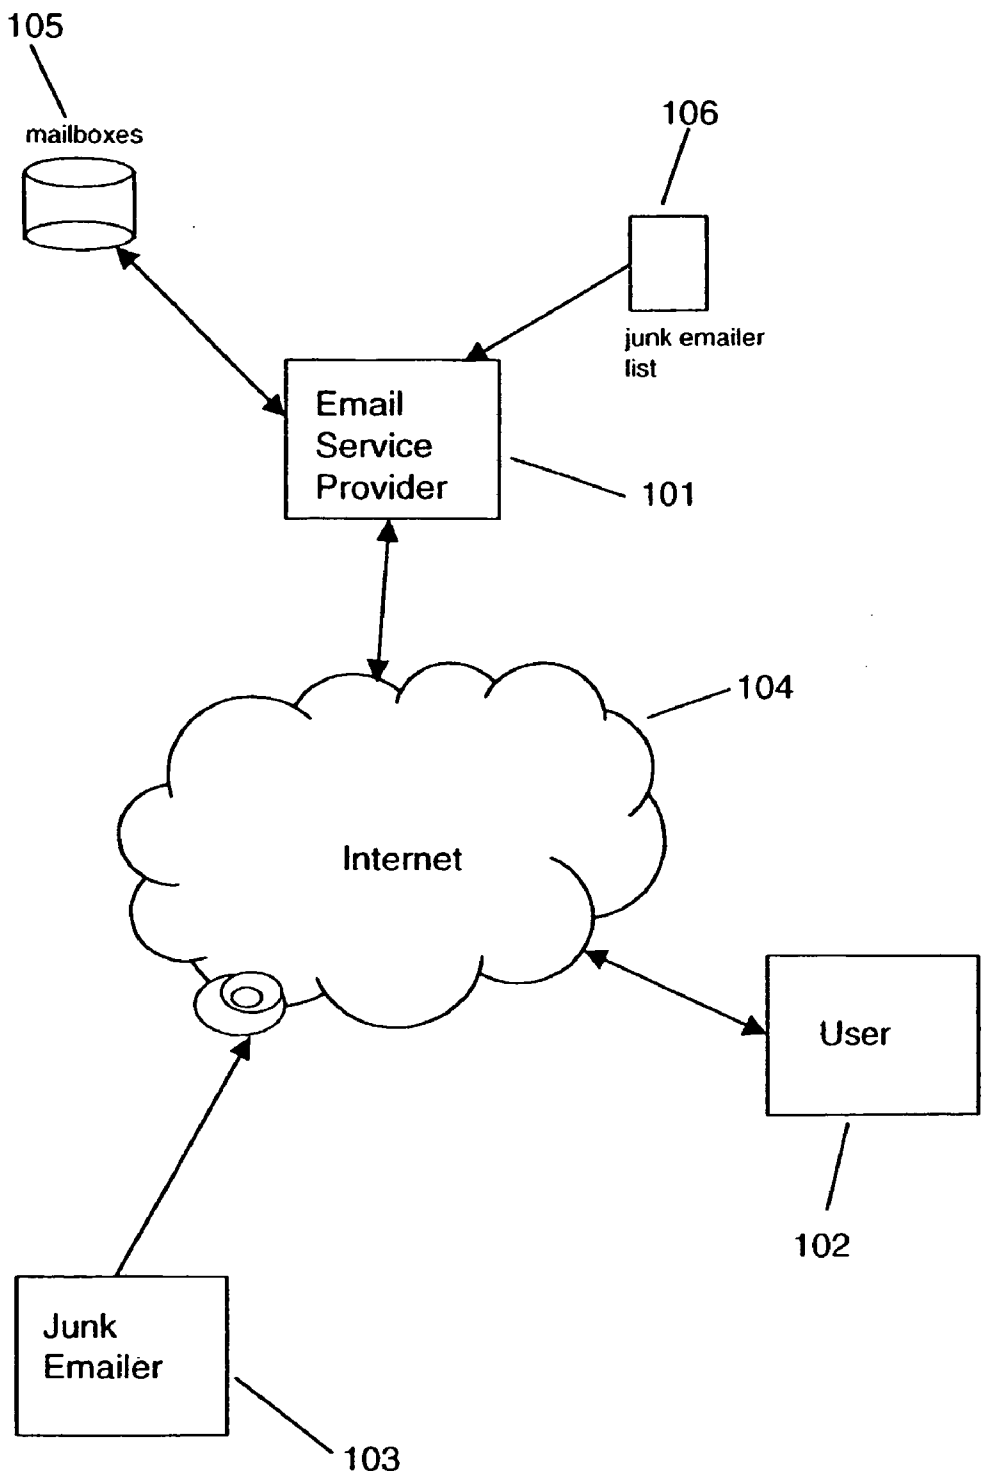 105
mailboxes
106
junk emailer
list
Email
Service
Provider
101
104
Internet
User
102
Junk
Emailer
103